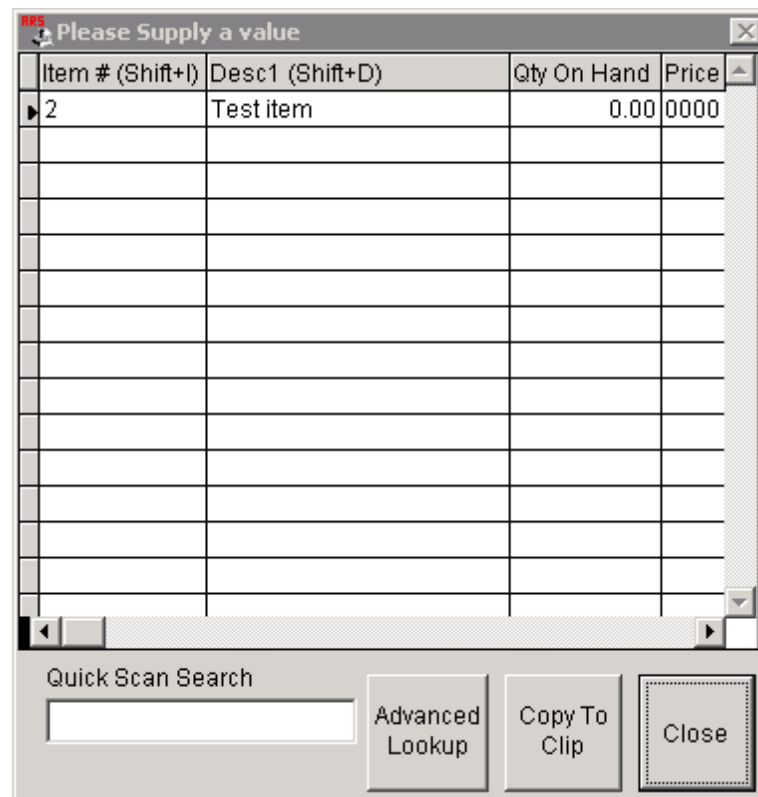 ARS
Please Supply a value
Item # (Shift+I) Desc1 (Shift+D) Qty On Hand Price
2 Test item 0.00 0000
Quick Scan Search
Advanced Lookup
Copy To Clip
Close